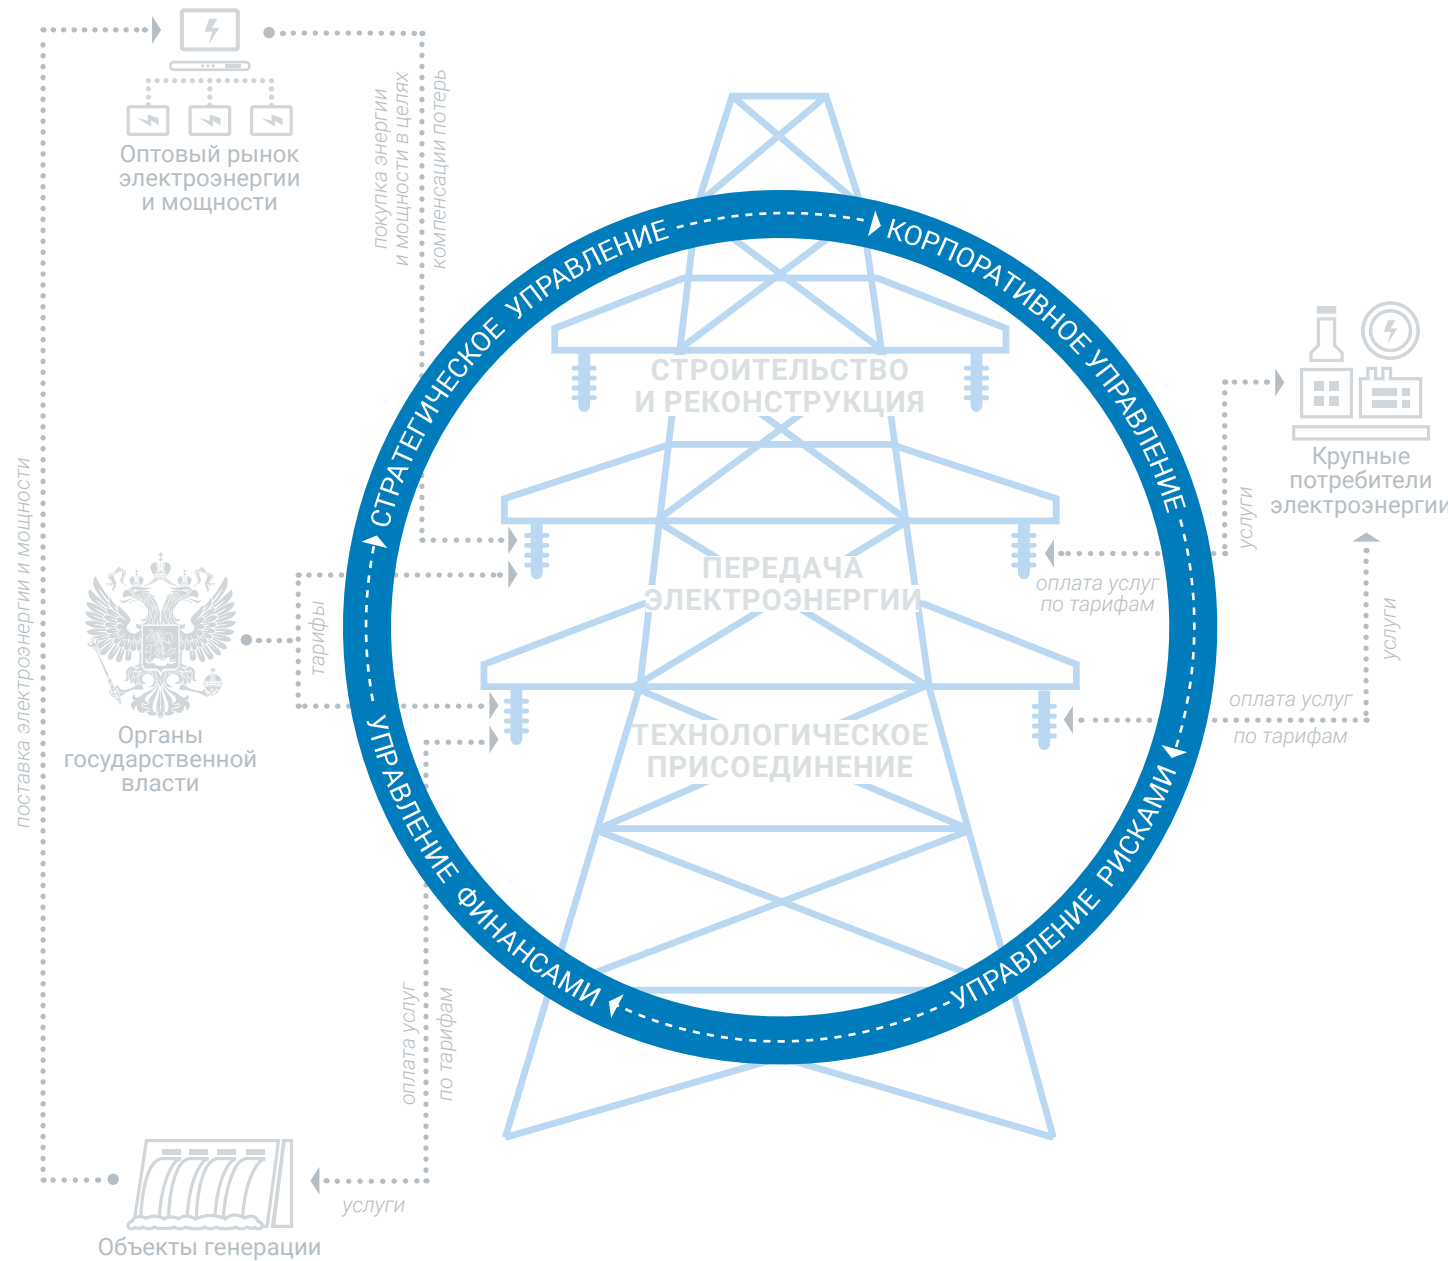 Оптовый рынок
электроэнергии
и мощности
покупка энергии
и мощности в целях
компенсации потерь
СТРАТЕГИЧЕСКОЕ УПРАВЛЕНИЕ
КОРПОРАТИВНОЕ УПРАВЛЕНИЕ
УПРАВЛЕНИЕ РИСКАМИ
УПРАВЛЕНИЕ ФИНАНСАМИ
СТРОИТЕЛЬСТВО
И РЕКОНСТРУКЦИЯ
ПЕРЕДАЧА
ЭЛЕКТРОЭНЕРГИИ
ТЕХНОЛОГИЧЕСКОЕ
ПРИСОЕДИНЕНИЕ
Крупные
потребители
электроэнергии
услуги
оплата услуг
по тарифам
услуги
оплата услуг
по тарифам
поставка электроэнергии и мощности
тарифы
Органы
государственной
власти
оплата услуг
по тарифам
услуги
Объекты генерации